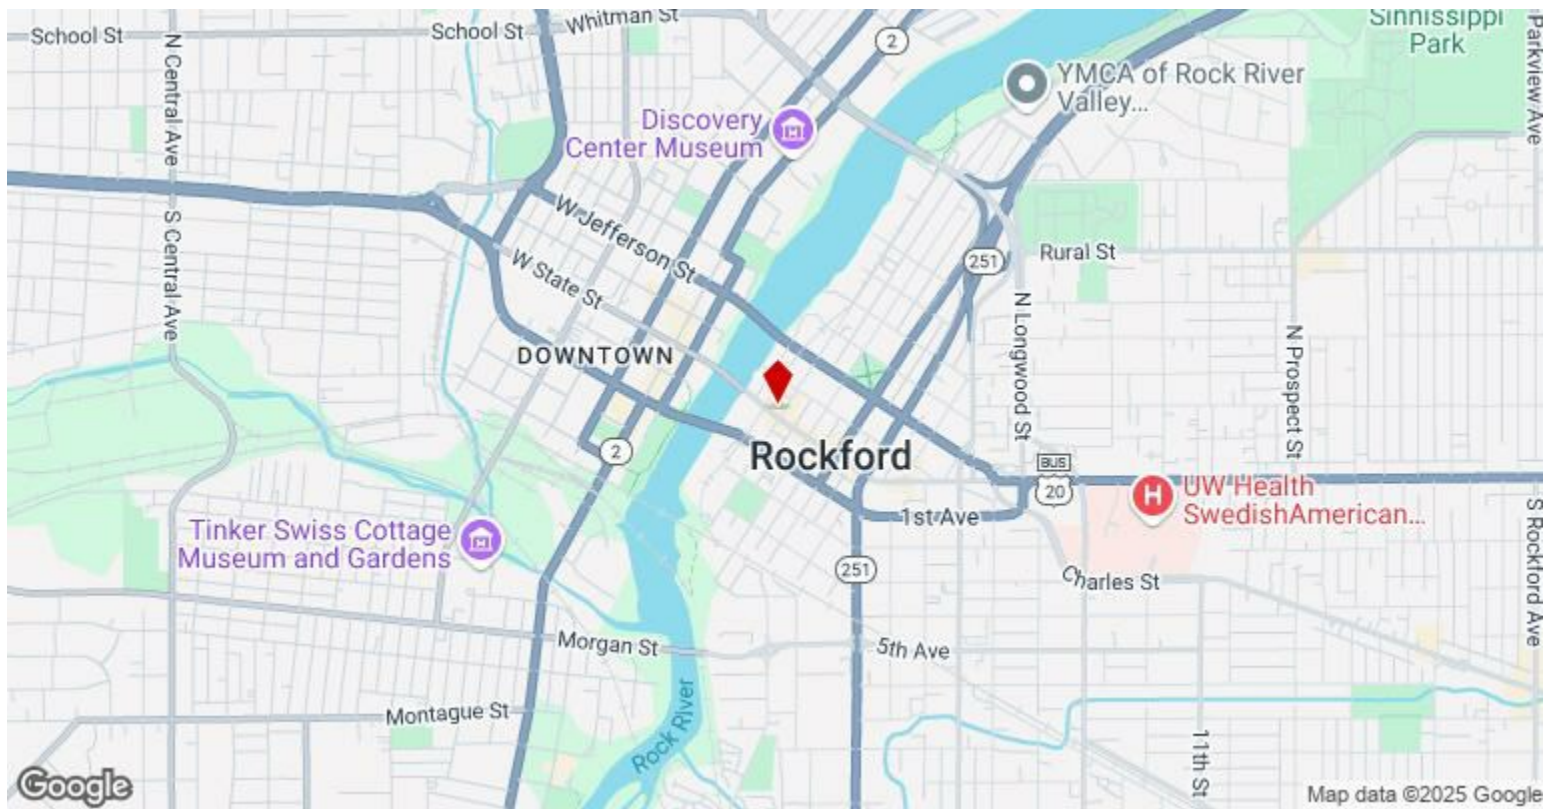 School St
N Central Ave
School St
Whitman St
2
Sinnissippi
Park
Parkview Ave
YMCA of Rock River
Valley...
Discovery
Center Museum
S Central Ave
W Jefferson St
W State St
251
Rural St
N Longwood St
N Prospect St
DOWNTOWN
2
Rockford
BUS
20
UW Health
SwedishAmerican...
1st Ave
S Rockford Ave
Tinker Swiss Cottage
Museum and Gardens
251
Charles St
Morgan St
5th Ave
Montague St
Rock River
11th St
Google
Map data ©2025 Google